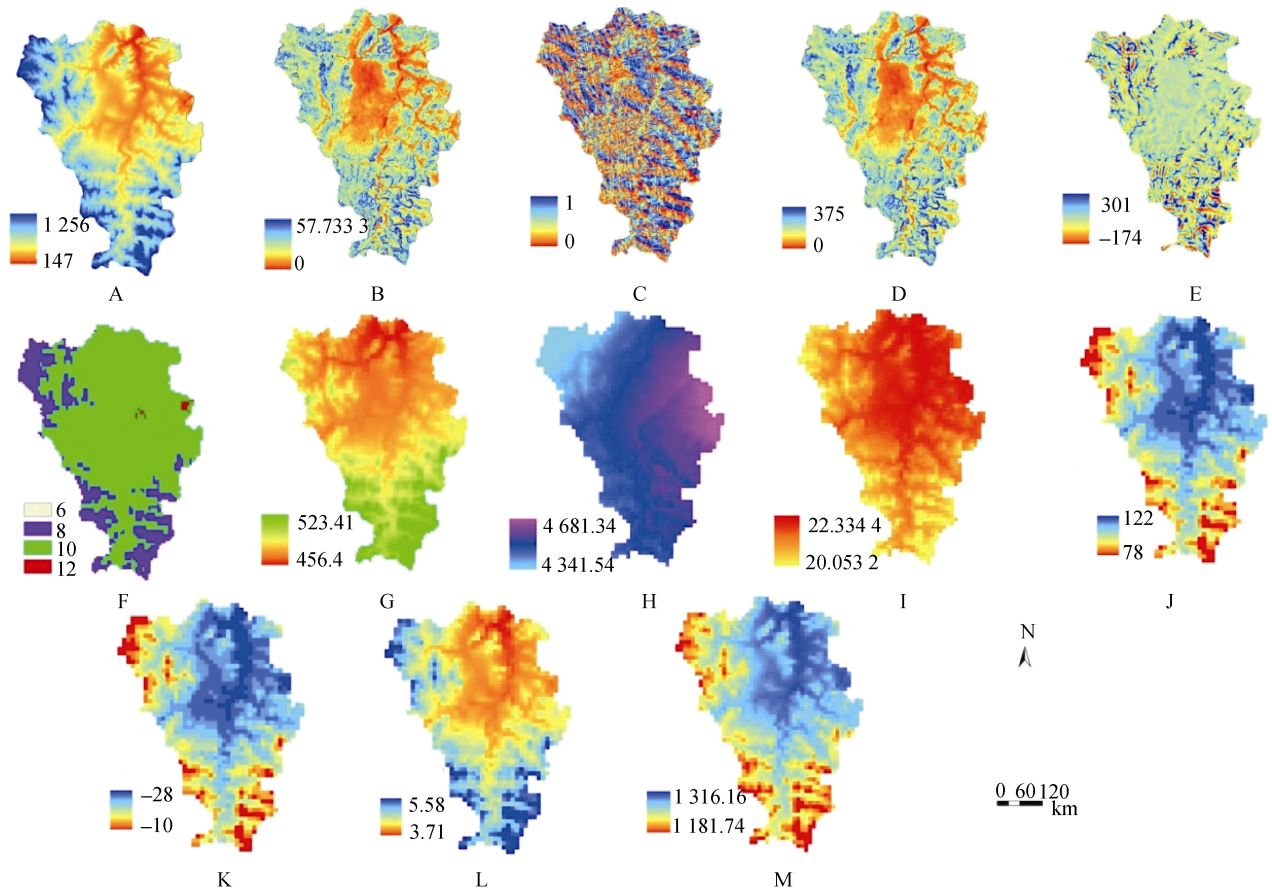 1 256
147
A
57.733 3
0
B
1
0
C
375
0
D
301
–174
E
6
8
10
12
F
523.41
456.4
G
4 681.34
4 341.54
H
22.334 4
20.053 2
I
122
78
J
–28
–10
K
5.58
3.71
L
1 316.16
1 181.74
M
N
0 60 120
km